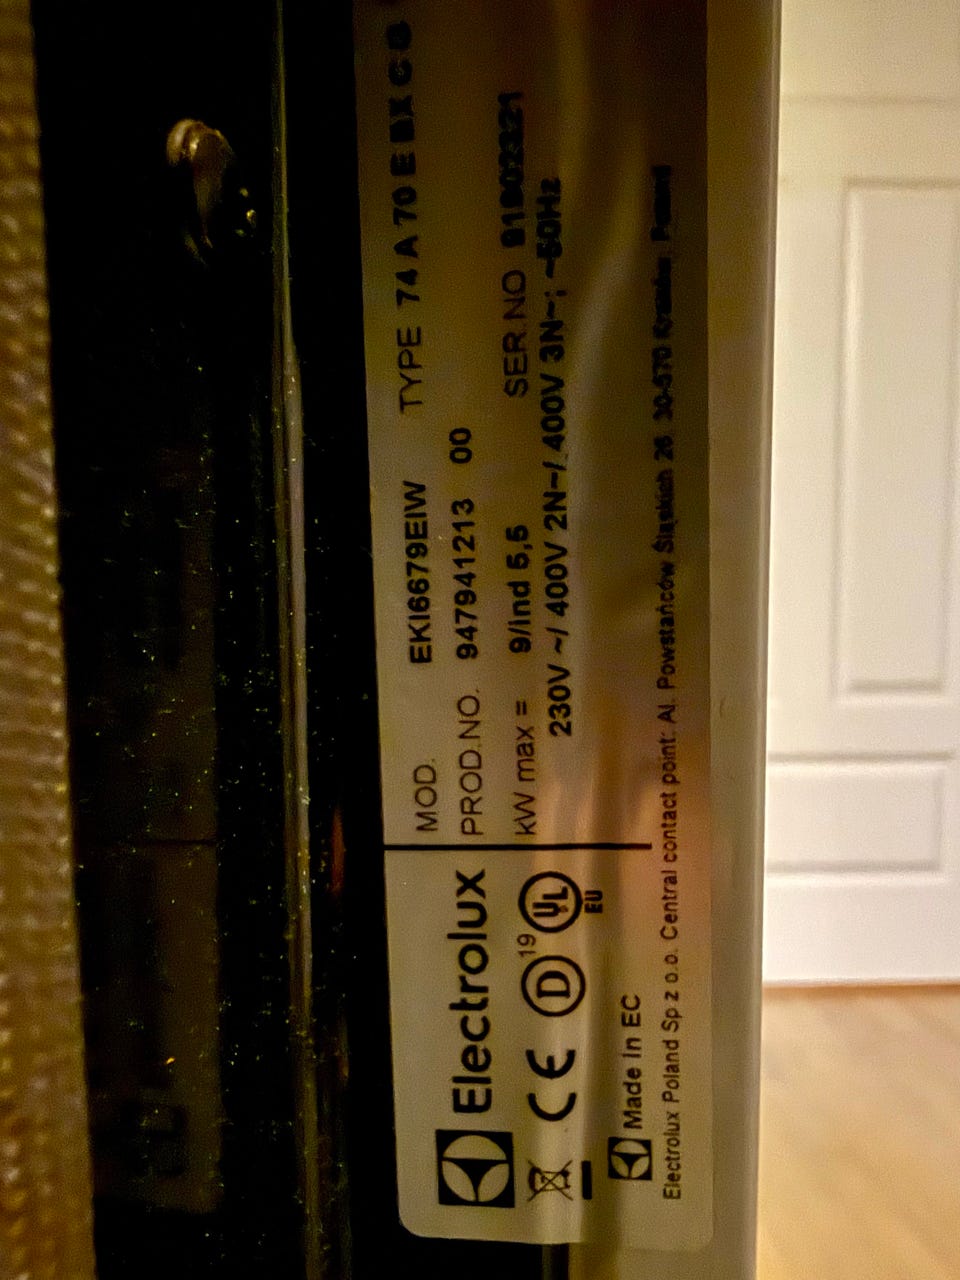 Electrolux
CE D 19 UL
EU
Made in EC
MOD. EKI6679EIW TYPE 74 A 70 E
PROD.NO. 947941213 00
kW max = 9/Ind 5,5 SER.NO
230V ~/ 400V 2N~/ 400V 3N~; ~50Hz
Electrolux Poland Sp z o.o. Central contact point: Al. Powstańców Śląskich 26 30-570 Kraków, Poland